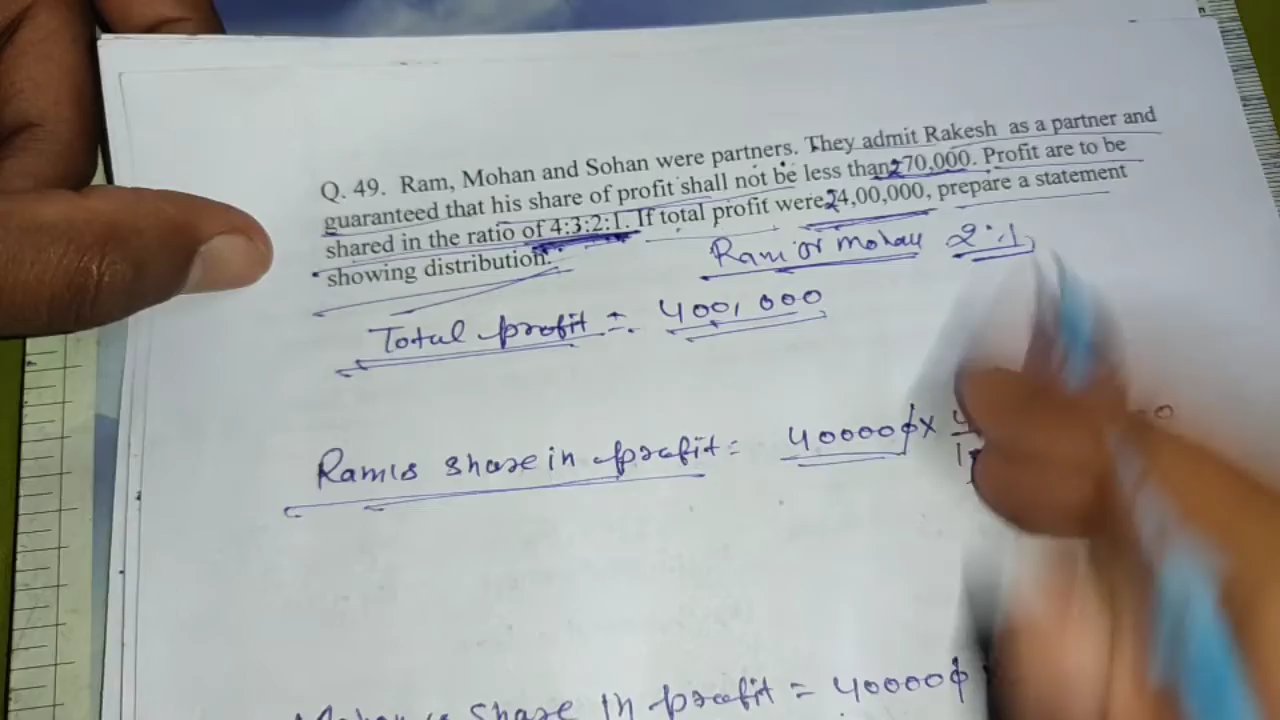 Q. 49. Ram, Mohan and Sohan were partners. They admit Rakesh as a partner and
guaranteed that his share of profit shall not be less than ₹70,000. Profit are to be
shared in the ratio of 4:3:2:1. If total profit were ₹4,00,000, prepare a statement
showing distribution.
Ram or Mohan 2:1
Total profit = 400,000
Ram's share in profit = 400000 ×
Mohan's share in profit = 400000